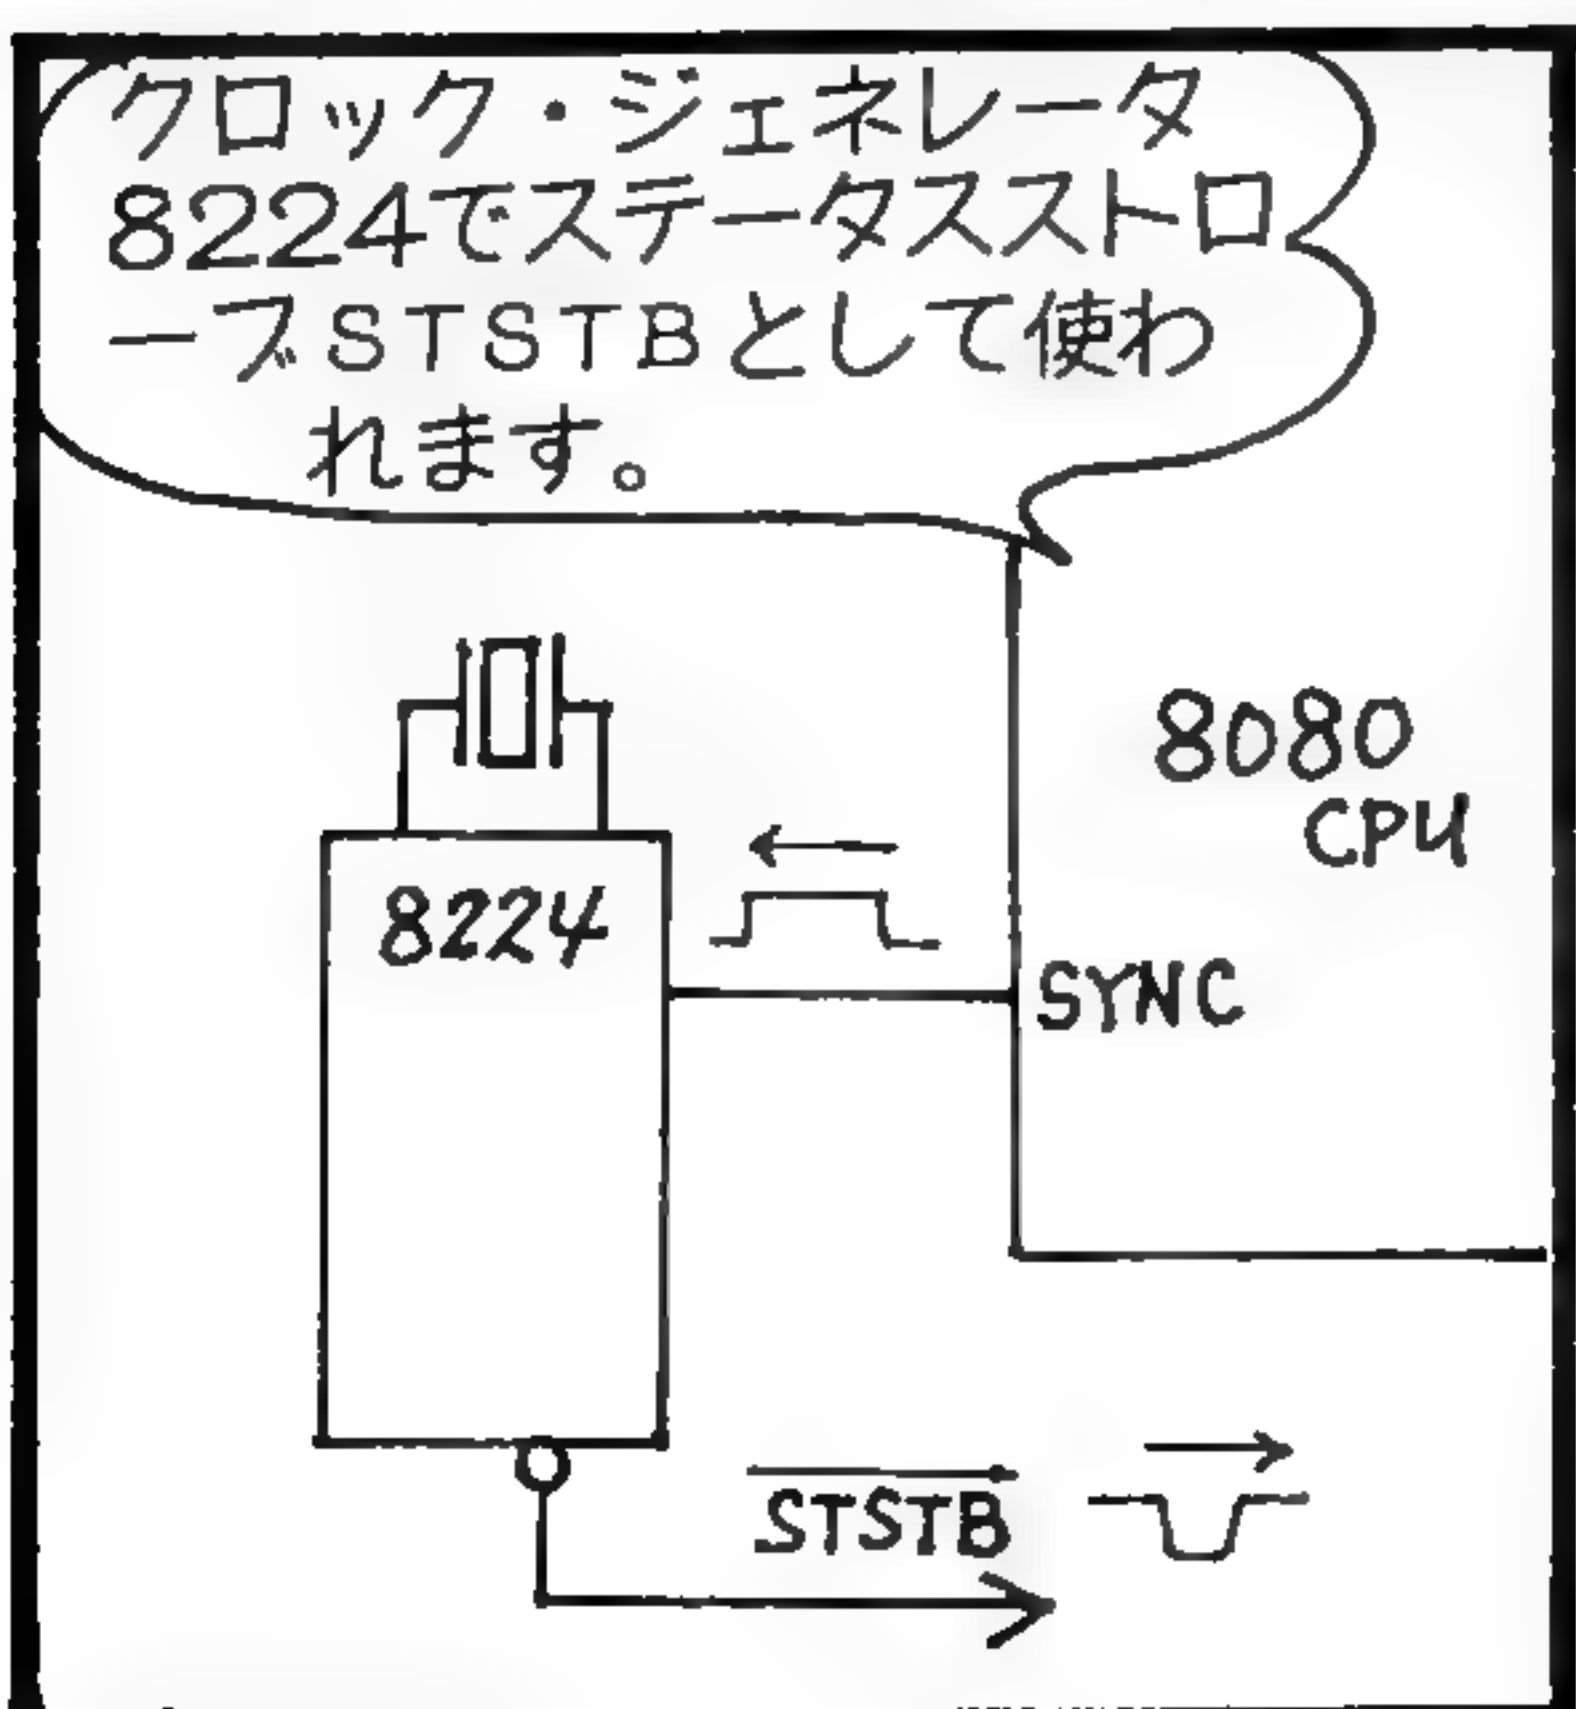 クロック・ジェネレータ
8224でステータスストロ
ーブSTSTBとして使わ
れます。
8080
CPU
8224
SYNC
STSTB